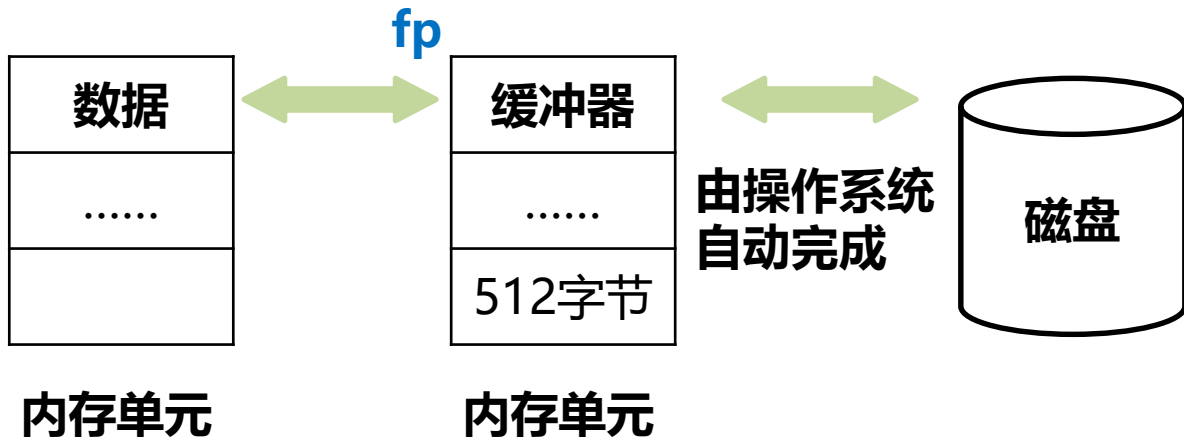 fp
数据
缓冲器
……
……
由操作系统
自动完成
磁盘
512字节
内存单元
内存单元